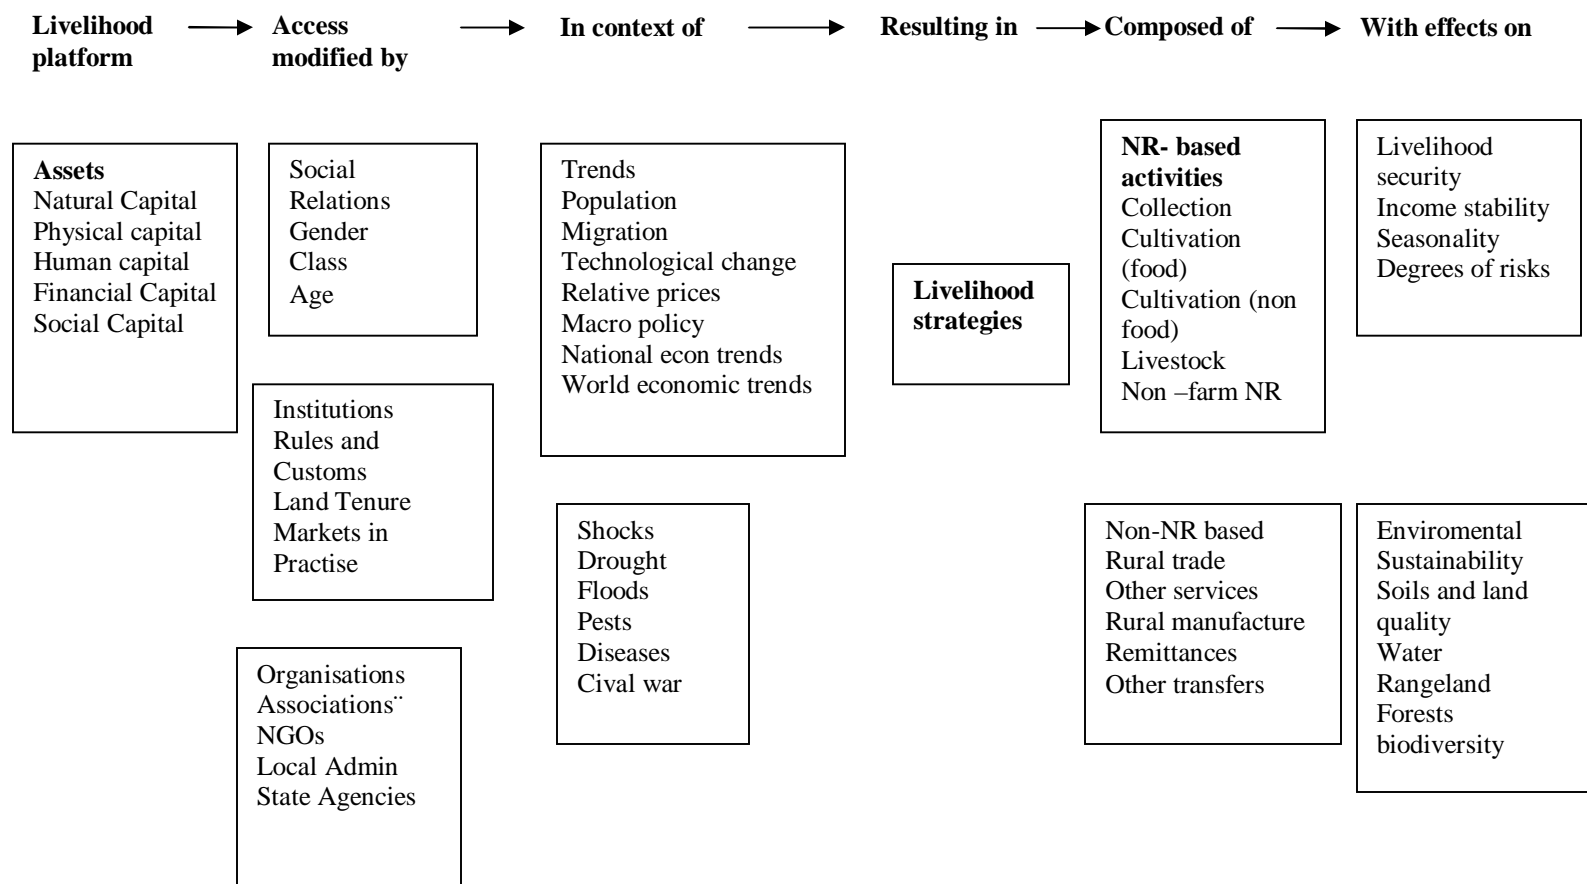 Livelihood
platform
Access
modified by
In context of
Resulting in
Composed of
With effects on
Assets
Natural Capital
Physical capital
Human capital
Financial Capital
Social Capital
Social
Relations
Gender
Class
Age
Institutions
Rules and
Customs
Land Tenure
Markets in
Practise
Organisations
Associations¨
NGOs
Local Admin
State Agencies
Trends
Population
Migration
Technological change
Relative prices
Macro policy
National econ trends
World economic trends
Shocks
Drought
Floods
Pests
Diseases
Cival war
Livelihood
strategies
NR- based
activities
Collection
Cultivation
(food)
Cultivation (non
food)
Livestock
Non –farm NR
Non-NR based
Rural trade
Other services
Rural manufacture
Remittances
Other transfers
Livelihood
security
Income stability
Seasonality
Degrees of risks
Enviromental
Sustainability
Soils and land
quality
Water
Rangeland
Forests
biodiversity